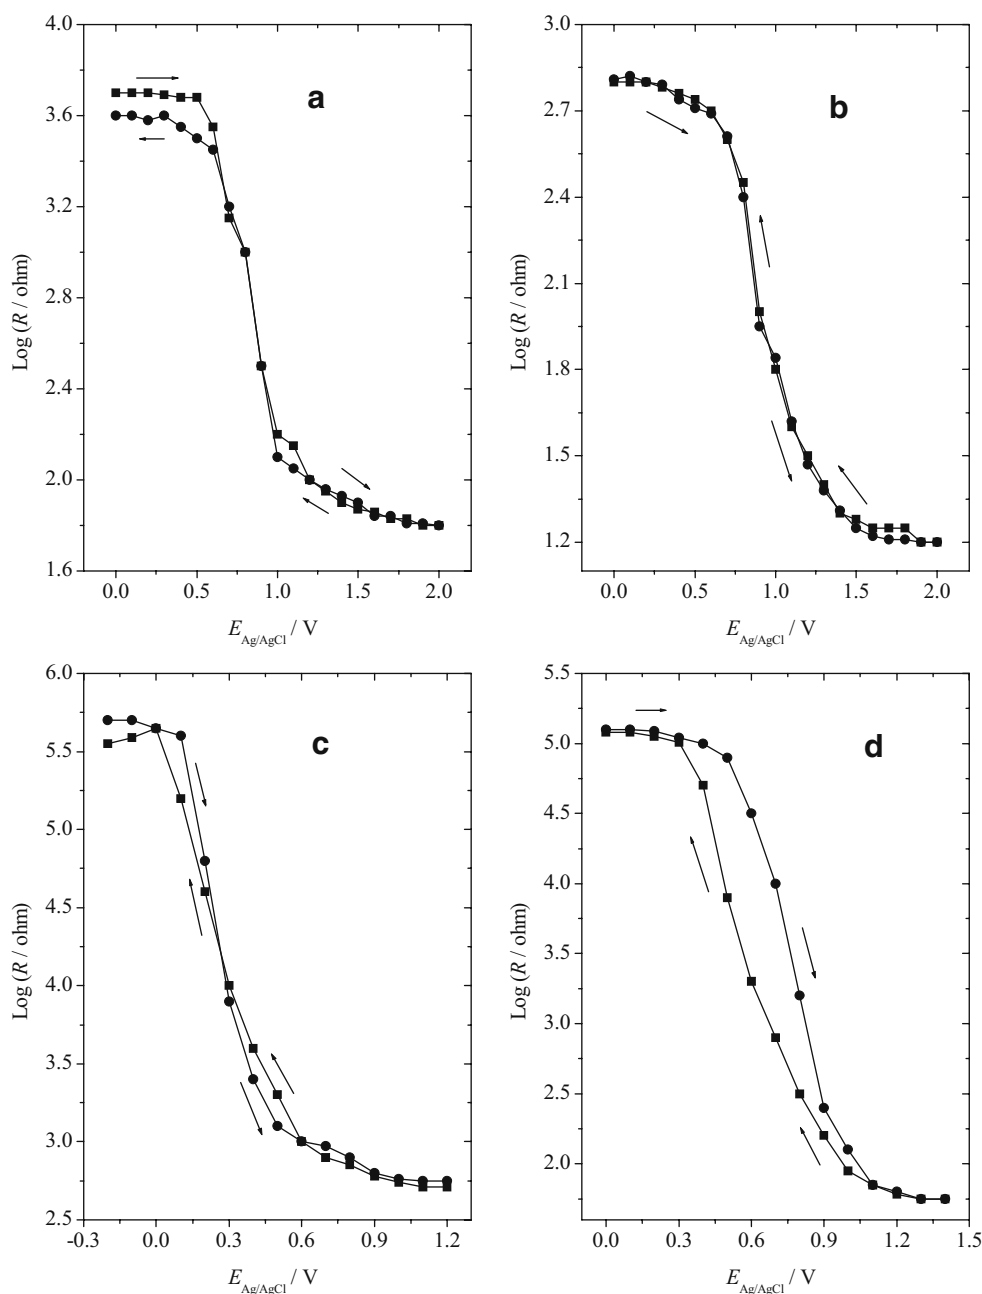 a
4.0
3.6
3.2
2.8
2.4
2.0
1.6
Log (R / ohm)
0.0 0.5 1.0 1.5 2.0
E Ag/AgCl / V
b
3.0
2.7
2.4
2.1
1.8
1.5
1.2
Log (R / ohm)
0.0 0.5 1.0 1.5 2.0
E Ag/AgCl / V
c
6.0
5.5
5.0
4.5
4.0
3.5
3.0
2.5
Log (R / ohm)
-0.3 0.0 0.3 0.6 0.9 1.2
E Ag/AgCl / V
d
5.5
5.0
4.5
4.0
3.5
3.0
2.5
2.0
Log (R / ohm)
0.0 0.3 0.6 0.9 1.2 1.5
E Ag/AgCl / V